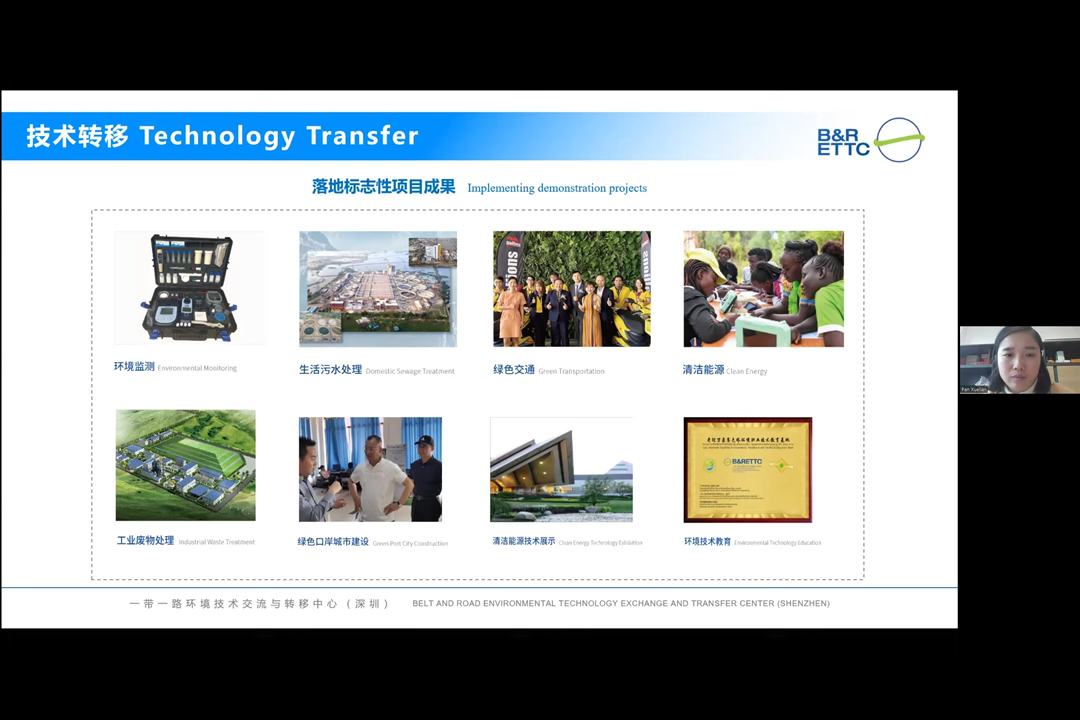 技术转移 Technology Transfer
B&R
ETTC
落地标志性项目成果 Implementing demonstration projects
环境监测 Environmental Monitoring
生活污水处理 Domestic Sewage Treatment
绿色交通 Green Transportation
清洁能源 Clean Energy
B&RETTC
工业废物处理 Industrial Waste Treatment
绿色口岸城市建设 Green Port City Construction
清洁能源技术展示 Clean Energy Technology Exhibition
环境技术教育 Environmental Technology Education
一带一路环境技术交流与转移中心（深圳） BELT AND ROAD ENVIRONMENTAL TECHNOLOGY EXCHANGE AND TRANSFER CENTER (SHENZHEN)
Pan Xuelian